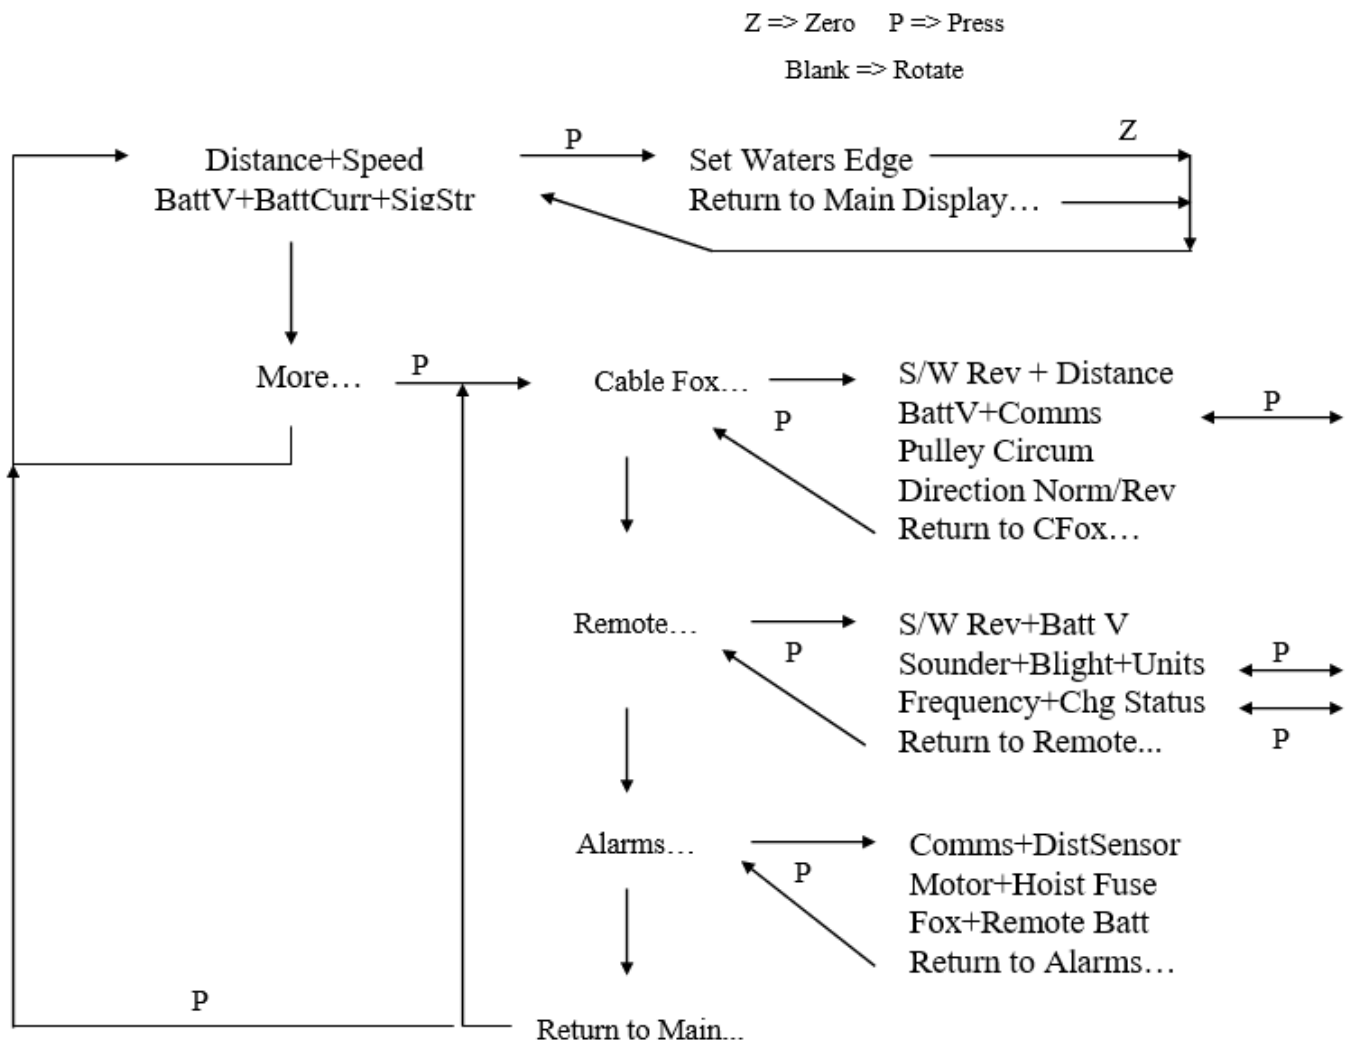 Z => Zero P => Press
Blank => Rotate
Z
P
Distance+Speed
Set Waters Edge
BattV+BattCurr+SigStr
Return to Main Display…
P
More…
Cable Fox…
P
S/W Rev + Distance
BattV+Comms
P
Pulley Circum
Direction Norm/Rev
Return to CFox…
Remote…
P
S/W Rev+Batt V
Sounder+Blight+Units
P
Frequency+Chg Status
P
Return to Remote...
Alarms…
P
Comms+DistSensor
Motor+Hoist Fuse
Fox+Remote Batt
Return to Alarms…
P
Return to Main...